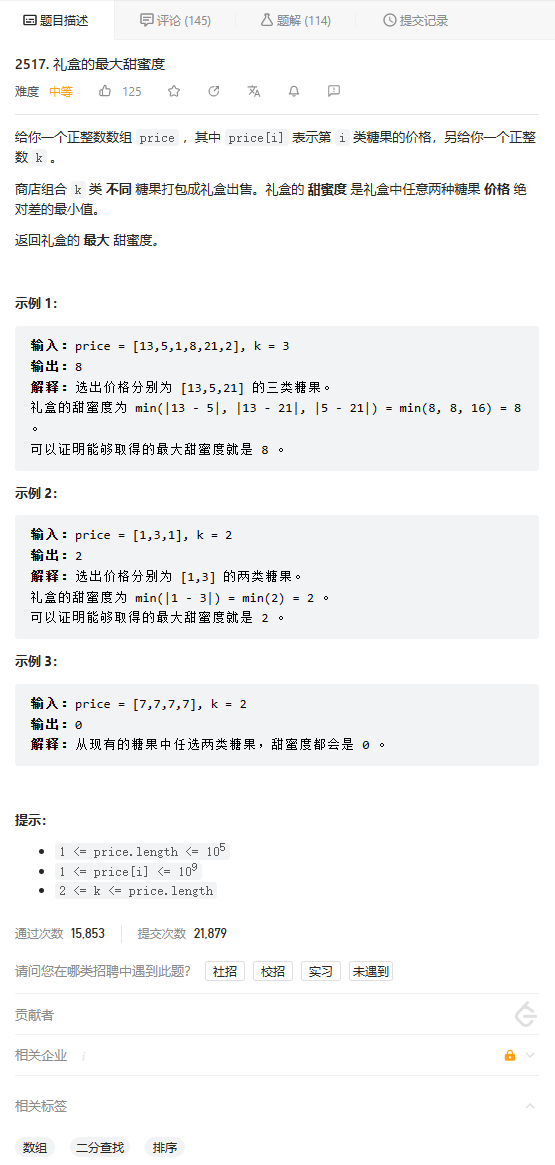 题目描述 评论 (145) 题解 (114) 提交记录
2517. 礼盒的最大甜蜜度
难度 中等 125
给你一个正整数数组 price ，其中 price[i] 表示第 i 类糖果的价格，另给你一个正整
数 k 。
商店组合 k 类 不同 糖果打包成礼盒出售。礼盒的 甜蜜度 是礼盒中任意两种糖果 价格 绝
对差的最小值。
返回礼盒的 最大 甜蜜度。
示例 1：
输入：price = [13,5,1,8,21,2], k = 3
输出：8
解释：选出价格分别为 [13,5,21] 的三类糖果。
礼盒的甜蜜度为 min(|13 - 5|, |13 - 21|, |5 - 21|) = min(8, 8, 16) = 8
。
可以证明能够取得的最大甜蜜度就是 8 。
示例 2：
输入：price = [1,3,1], k = 2
输出：2
解释：选出价格分别为 [1,3] 的两类糖果。
礼盒的甜蜜度为 min(|1 - 3|) = min(2) = 2 。
可以证明能够取得的最大甜蜜度就是 2 。
示例 3：
输入：price = [7,7,7,7], k = 2
输出：0
解释：从现有的糖果中任选两类糖果，甜蜜度都会是 0 。
提示：
1 <= price.length <= 10⁵
1 <= price[i] <= 10⁹
2 <= k <= price.length
通过次数 15,853 提交次数 21,879
请问您在哪类招聘中遇到此题？ 社招 校招 实习 未遇到
贡献者
相关企业 i
相关标签
数组 二分查找 排序